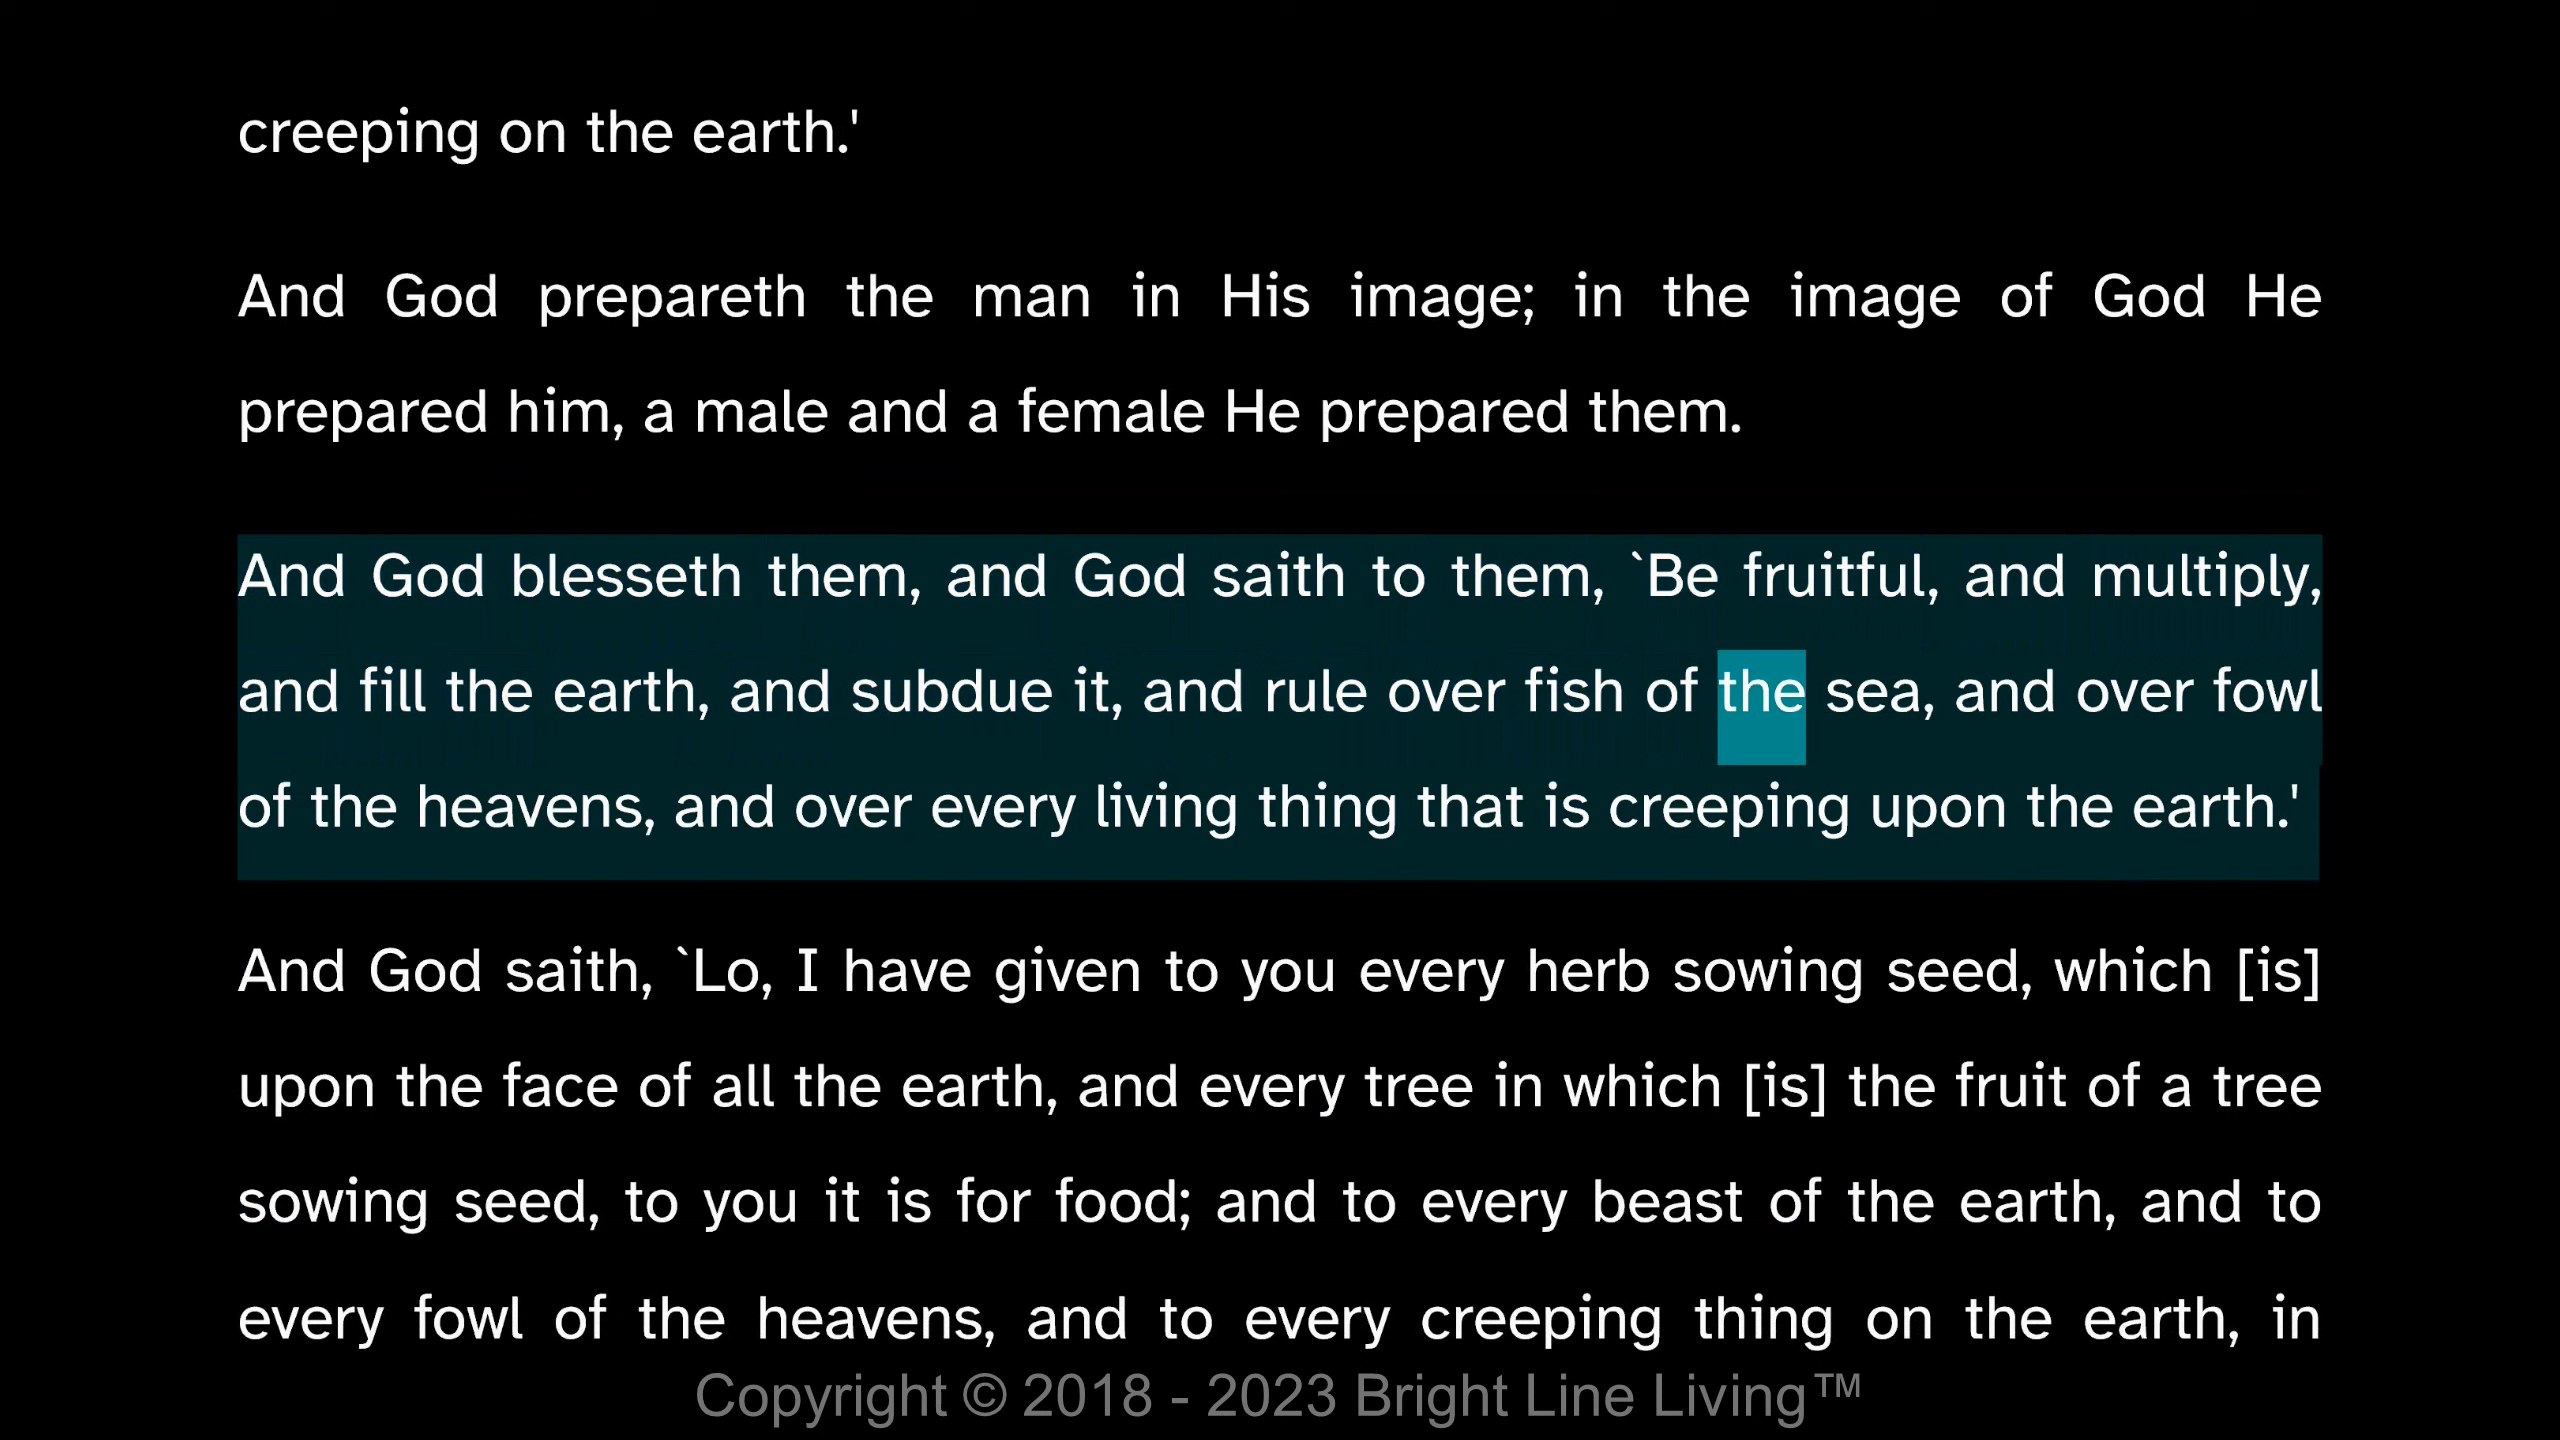 creeping on the earth.'
And God prepareth the man in His image; in the image of God He
prepared him, a male and a female He prepared them.
And God blesseth them, and God saith to them, `Be fruitful, and multiply,
and fill the earth, and subdue it, and rule over fish of the sea, and over fowl
of the heavens, and over every living thing that is creeping upon the earth.'
And God saith, `Lo, I have given to you every herb sowing seed, which [is]
upon the face of all the earth, and every tree in which [is] the fruit of a tree
sowing seed, to you it is for food; and to every beast of the earth, and to
every fowl of the heavens, and to every creeping thing on the earth, in
Copyright © 2018 - 2023 Bright Line Living™